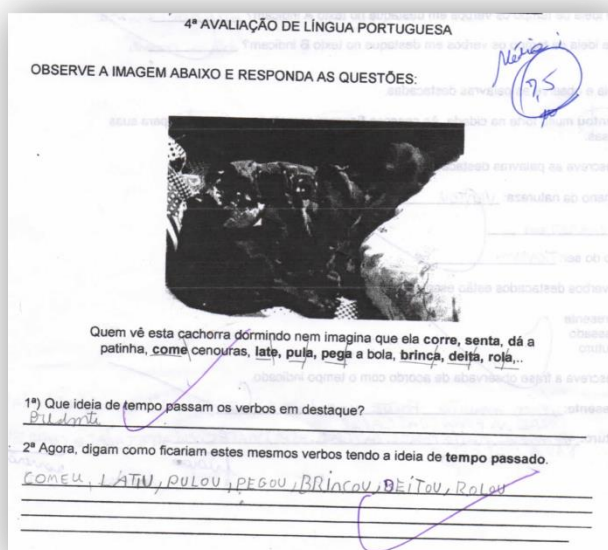 4ª AVALIAÇÃO DE LÍNGUA PORTUGUESA
OBSERVE A IMAGEM ABAIXO E RESPONDA AS QUESTÕES:
7,5
Quem vê esta cachorra dormindo nem imagina que ela corre, senta, dá a
patinha, come cenouras, late, pula, pega a bola, brinca, deita, rola,..
1ª) Que ideia de tempo passam os verbos em destaque?
2ª Agora, digam como ficariam estes mesmos verbos tendo a ideia de tempo passado.
COMEU, LATIU, PULOU, PEGOU, BRINCOU, DEITOU, ROLOU